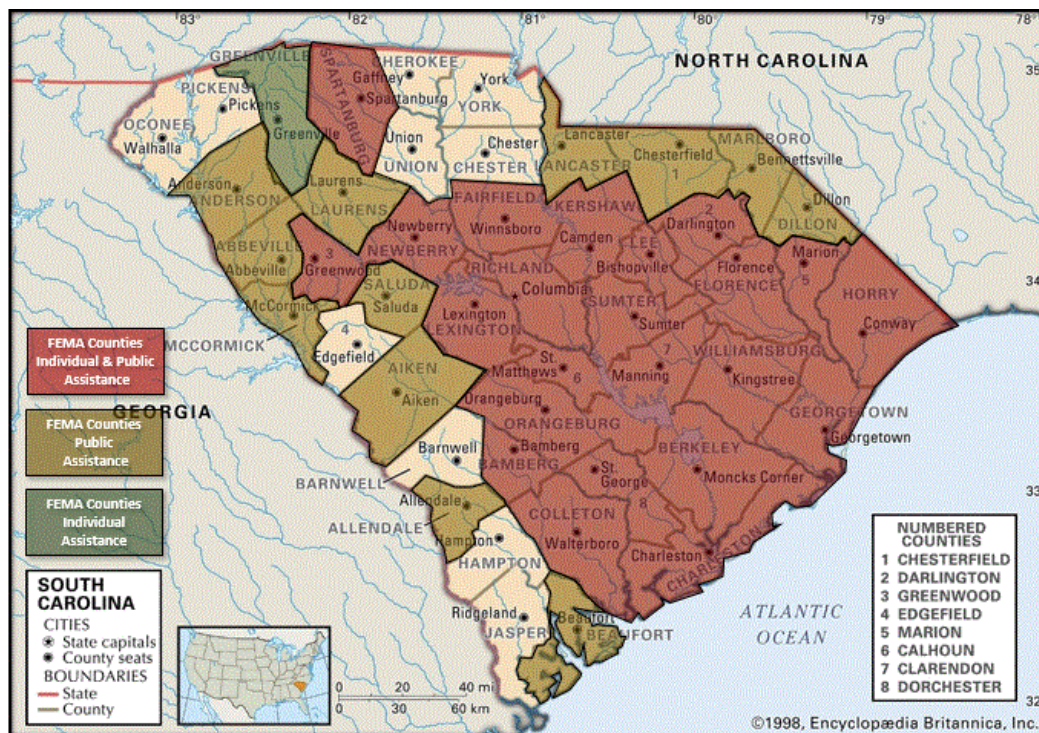 83
82
81
80
79
78°
35
34
33
32
NORTH CAROLINA
GREENVILLE
SPARTANBURG
CHEROKEE
Gaffney
York
PICKENS
Pickens
Spartanburg
YORK
OCONEE
Walhalla
Greenville
Union
UNION
Chester
CHESTER
Lancaster
LANCASTER
Chesterfield
1
MARLBORO
Bennettsville
Anderson
ANDERSON
Laurens
LAURENS
Dillon
DILLON
FAIRFIELD
Winnsboro
KERSHAW
Camden
2
Darlington
LEE
Bishopville
Newberry
NEWBERRY
ABBEVILLE
Abbeville
3
Greenwood
Florence
FLORENCE
Marion
5
RICHLAND
Columbia
SALUDA
Saluda
McCormick
MCCORMICK
HORRY
Conway
Lexington
LEXINGTON
SUMTER
Sumter
4
Edgefield
WILLIAMSBURG
Kingstree
St.
Matthews
6
7
Manning
AIKEN
Aiken
Orangeburg
ORANGEBURG
GEORGETOWN
Georgetown
Barnwell
BARNWELL
Bamberg
BAMBERG
BERKELEY
Moncks Corner
St.
George
8
Allendale
ALLENDALE
COLLETON
Walterboro
Hampton
HAMPTON
Charleston
CHARLESTON
Ridgeland
JASPER
Beaufort
BEAUFORT
ATLANTIC
OCEAN
GEORGIA
FEMA Counties
Individual & Public
Assistance
FEMA Counties
Public
Assistance
FEMA Counties
Individual
Assistance
SOUTH
CAROLINA
CITIES
State capitals
County seats
BOUNDARIES
State
County
0 20 40 mi
0 30 60 km
NUMBERED
COUNTIES
1 CHESTERFIELD
2 DARLINGTON
3 GREENWOOD
4 EDGEFIELD
5 MARION
6 CALHOUN
7 CLARENDON
8 DORCHESTER
©1998, Encyclopædia Britannica, Inc.